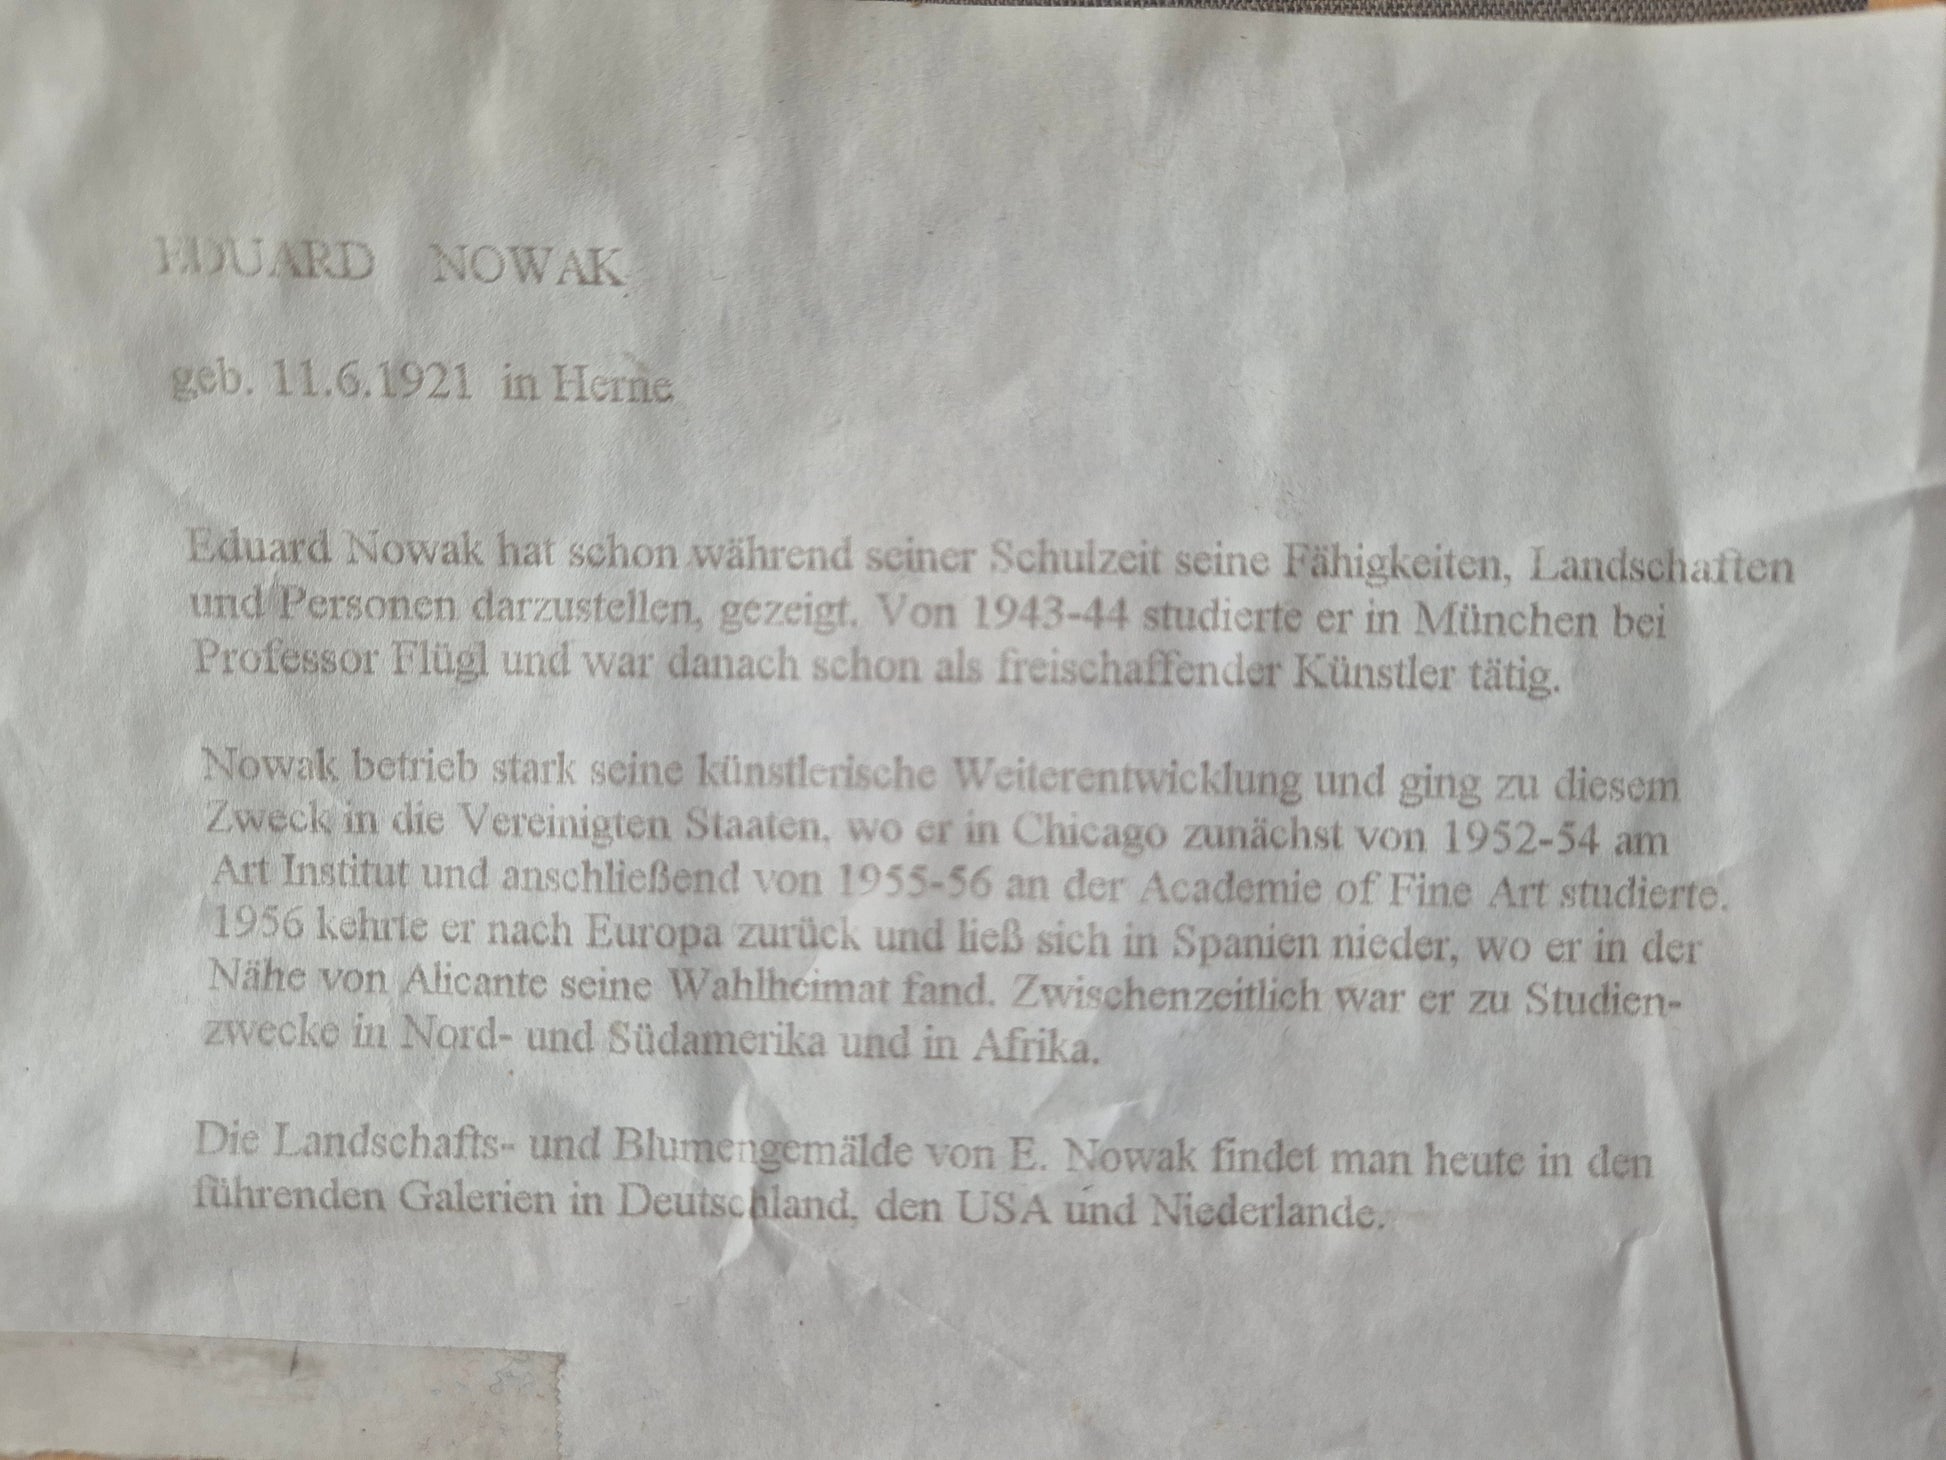 EDUARD NOWAK
geb. 11.6.1921 in Herne
Eduard Nowak hat schon während seiner Schulzeit seine Fähigkeiten, Landschaften
und Personen darzustellen, gezeigt. Von 1943-44 studierte er in München bei
Professor Flügl und war danach schon als freischaffender Künstler tätig.
Nowak betrieb stark seine künstlerische Weiterentwicklung und ging zu diesem
Zweck in die Vereinigten Staaten, wo er in Chicago zunächst von 1952-54 am
Art Institut und anschließend von 1955-56 an der Academie of Fine Art studierte.
1956 kehrte er nach Europa zurück und ließ sich in Spanien nieder, wo er in der
Nähe von Alicante seine Wahlheimat fand. Zwischenzeitlich war er zu Studien-
zwecke in Nord- und Südamerika und in Afrika.
Die Landschafts- und Blumengemälde von E. Nowak findet man heute in den
führenden Galerien in Deutschland, den USA und Niederlande.